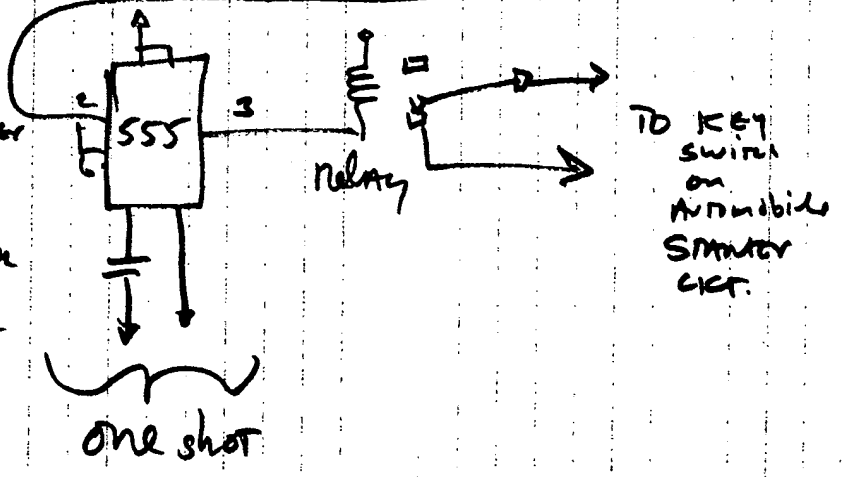 2
6
555
3
Relay
TO KEY
switch
on
Automobile
STARTER
CKT.
one shot